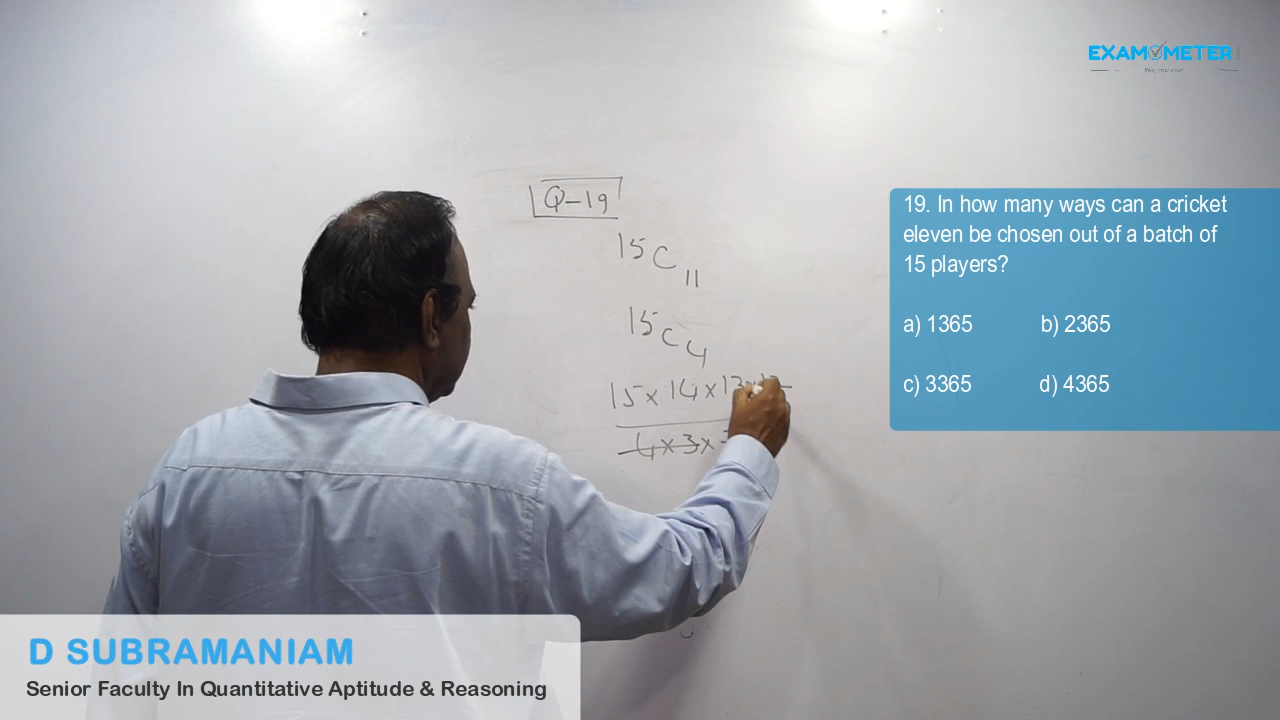 EXAMOMETER
Q-19
15C11
15C4
15 x 14 x 13 x 12
4 x 3 x
19. In how many ways can a cricket
eleven be chosen out of a batch of
15 players?
a) 1365 b) 2365
c) 3365 d) 4365
D SUBRAMANIAM
Senior Faculty In Quantitative Aptitude & Reasoning